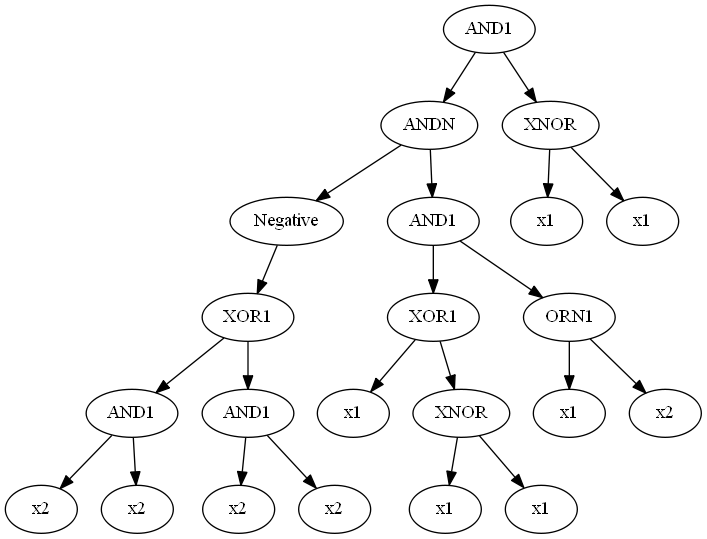 AND1
ANDN XNOR
Negative AND1 x1 x1
XOR1 XOR1 ORN1
AND1 AND1 x1 XNOR x1 x2
x2 x2 x2 x2 x1 x1